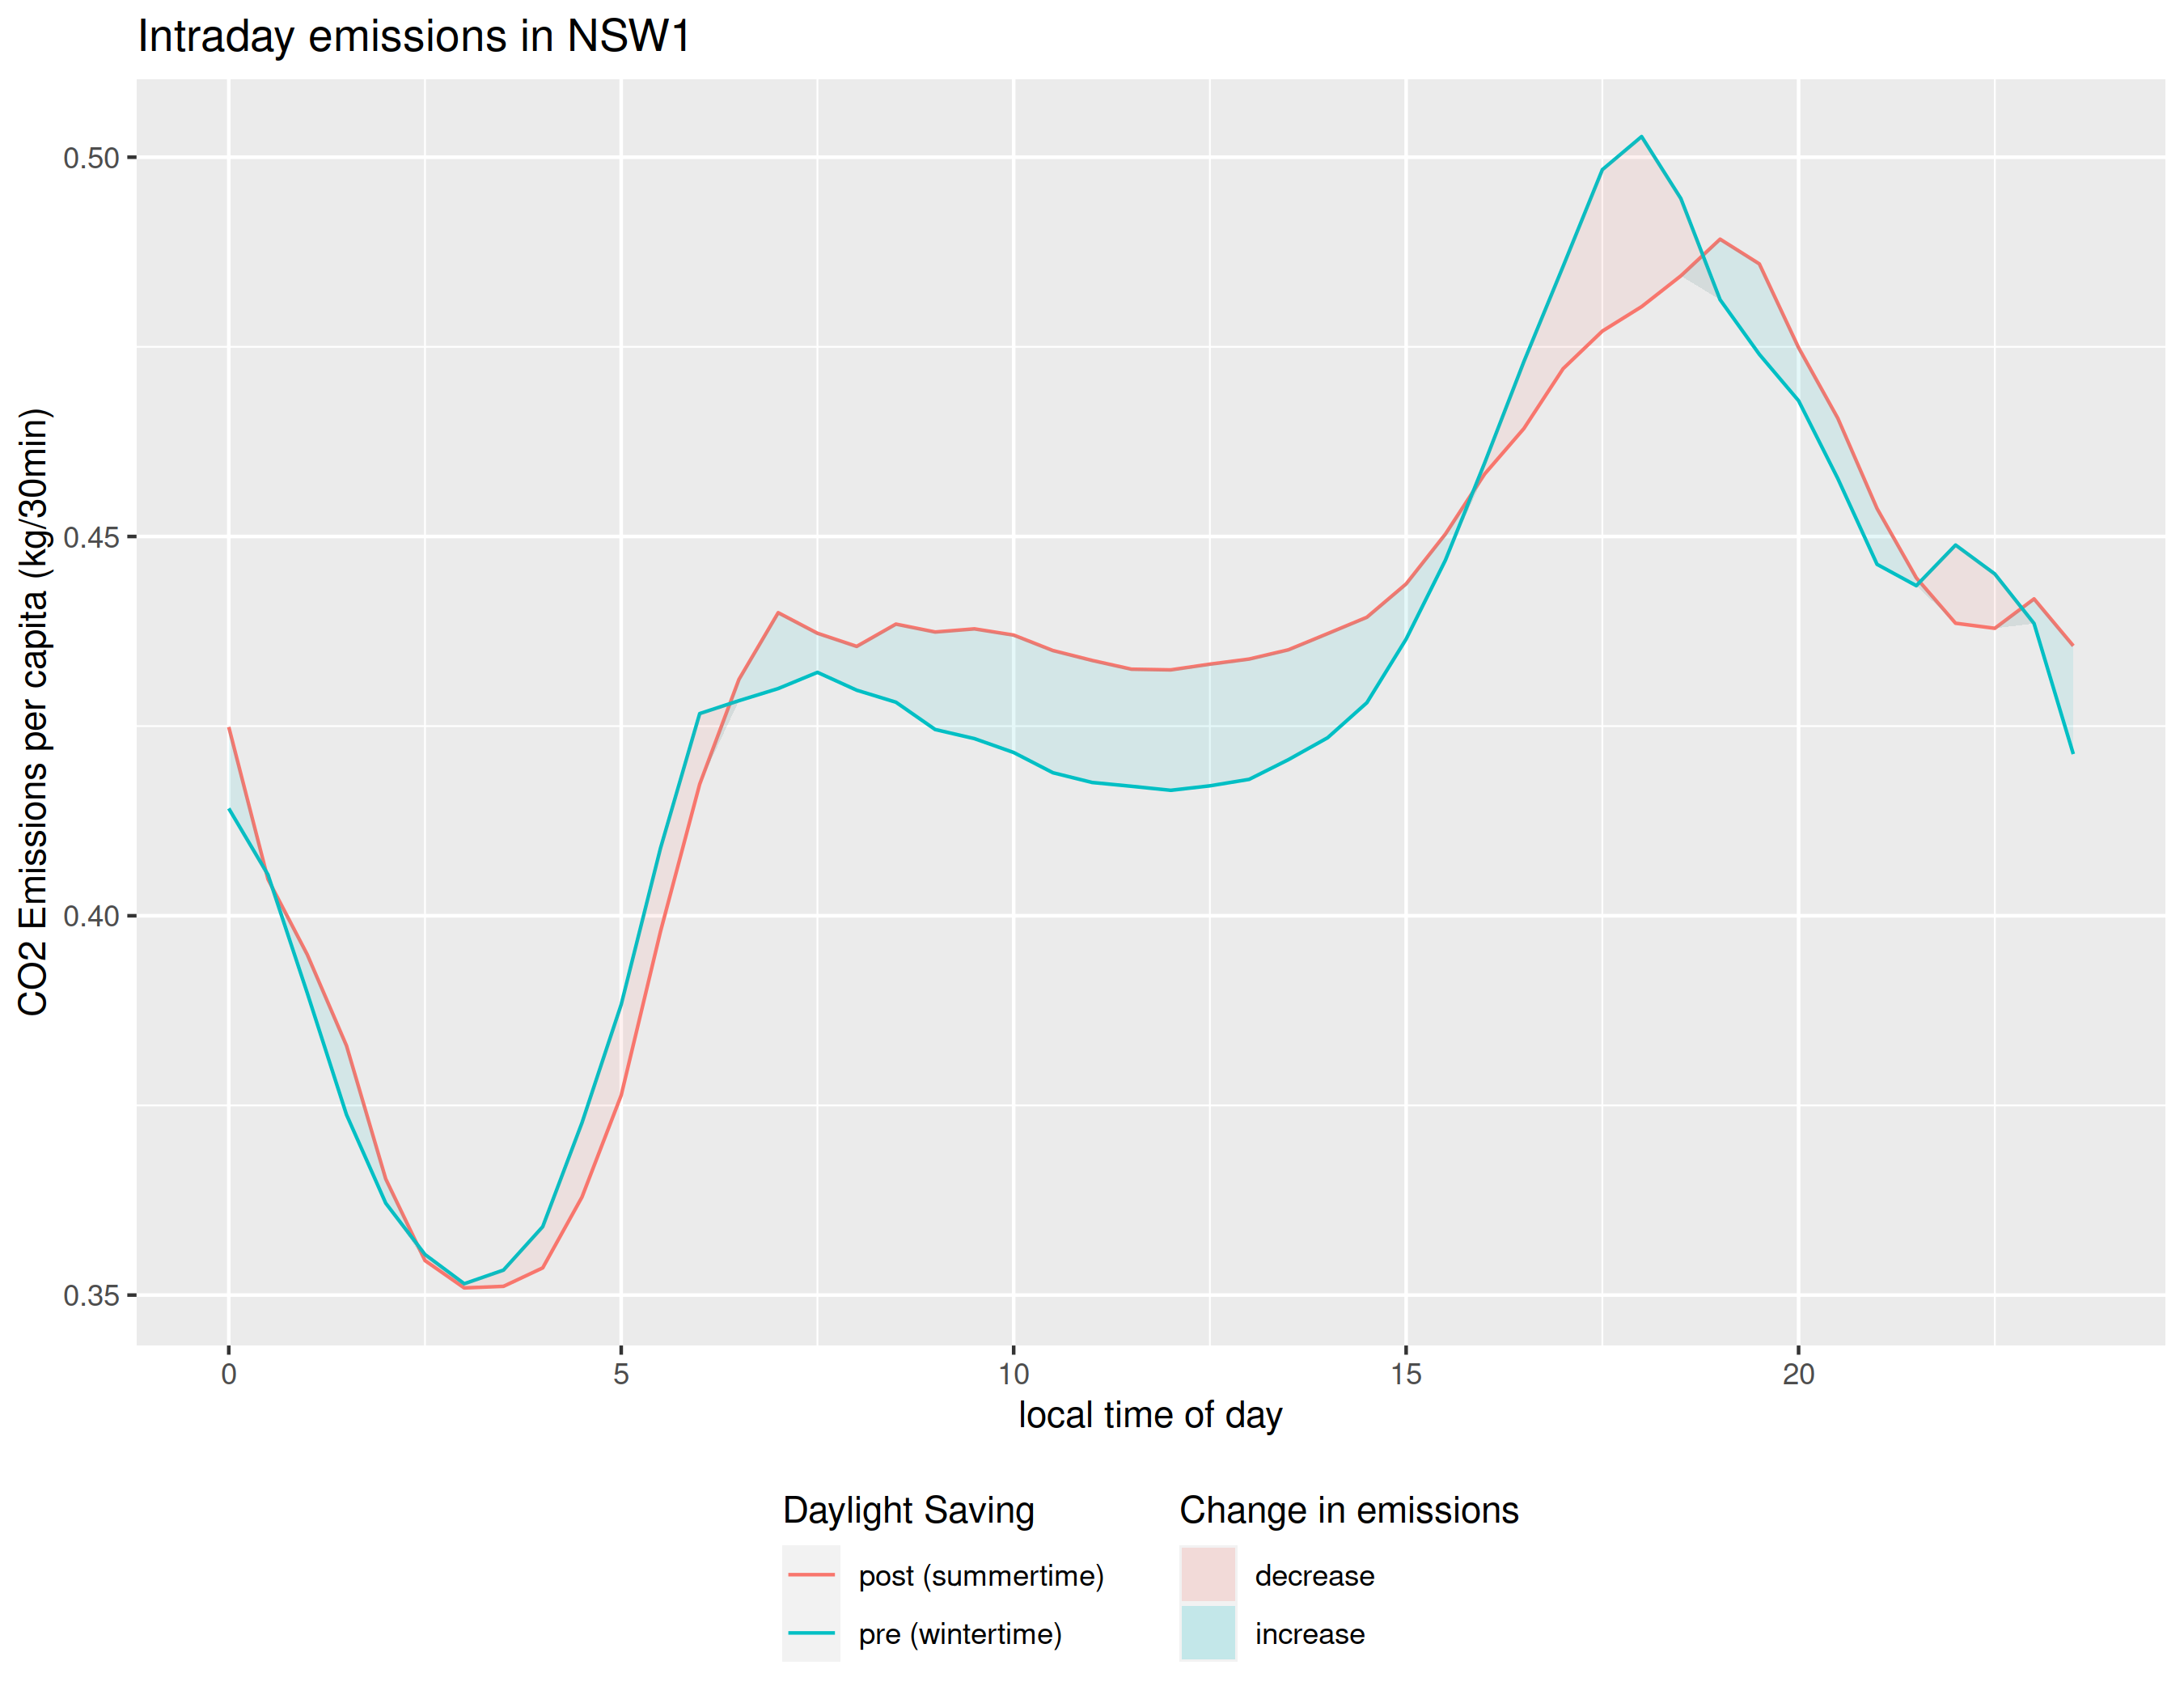 Intraday emissions in NSW1
CO2 Emissions per capita (kg/30min)
0.50
0.45
0.40
0.35
0 5 10 15 20
local time of day
Daylight Saving
post (summertime)
pre (wintertime)
Change in emissions
decrease
increase